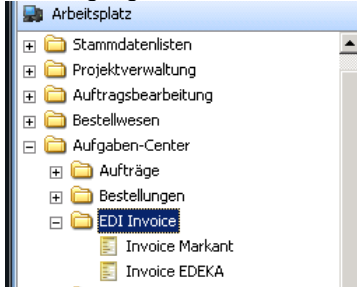 Arbeitsplatz
Stammdatenlisten
Projektverwaltung
Auftragsbearbeitung
Bestellwesen
Aufgaben-Center
Aufträge
Bestellungen
EDI Invoice
Invoice Markant
Invoice EDEKA